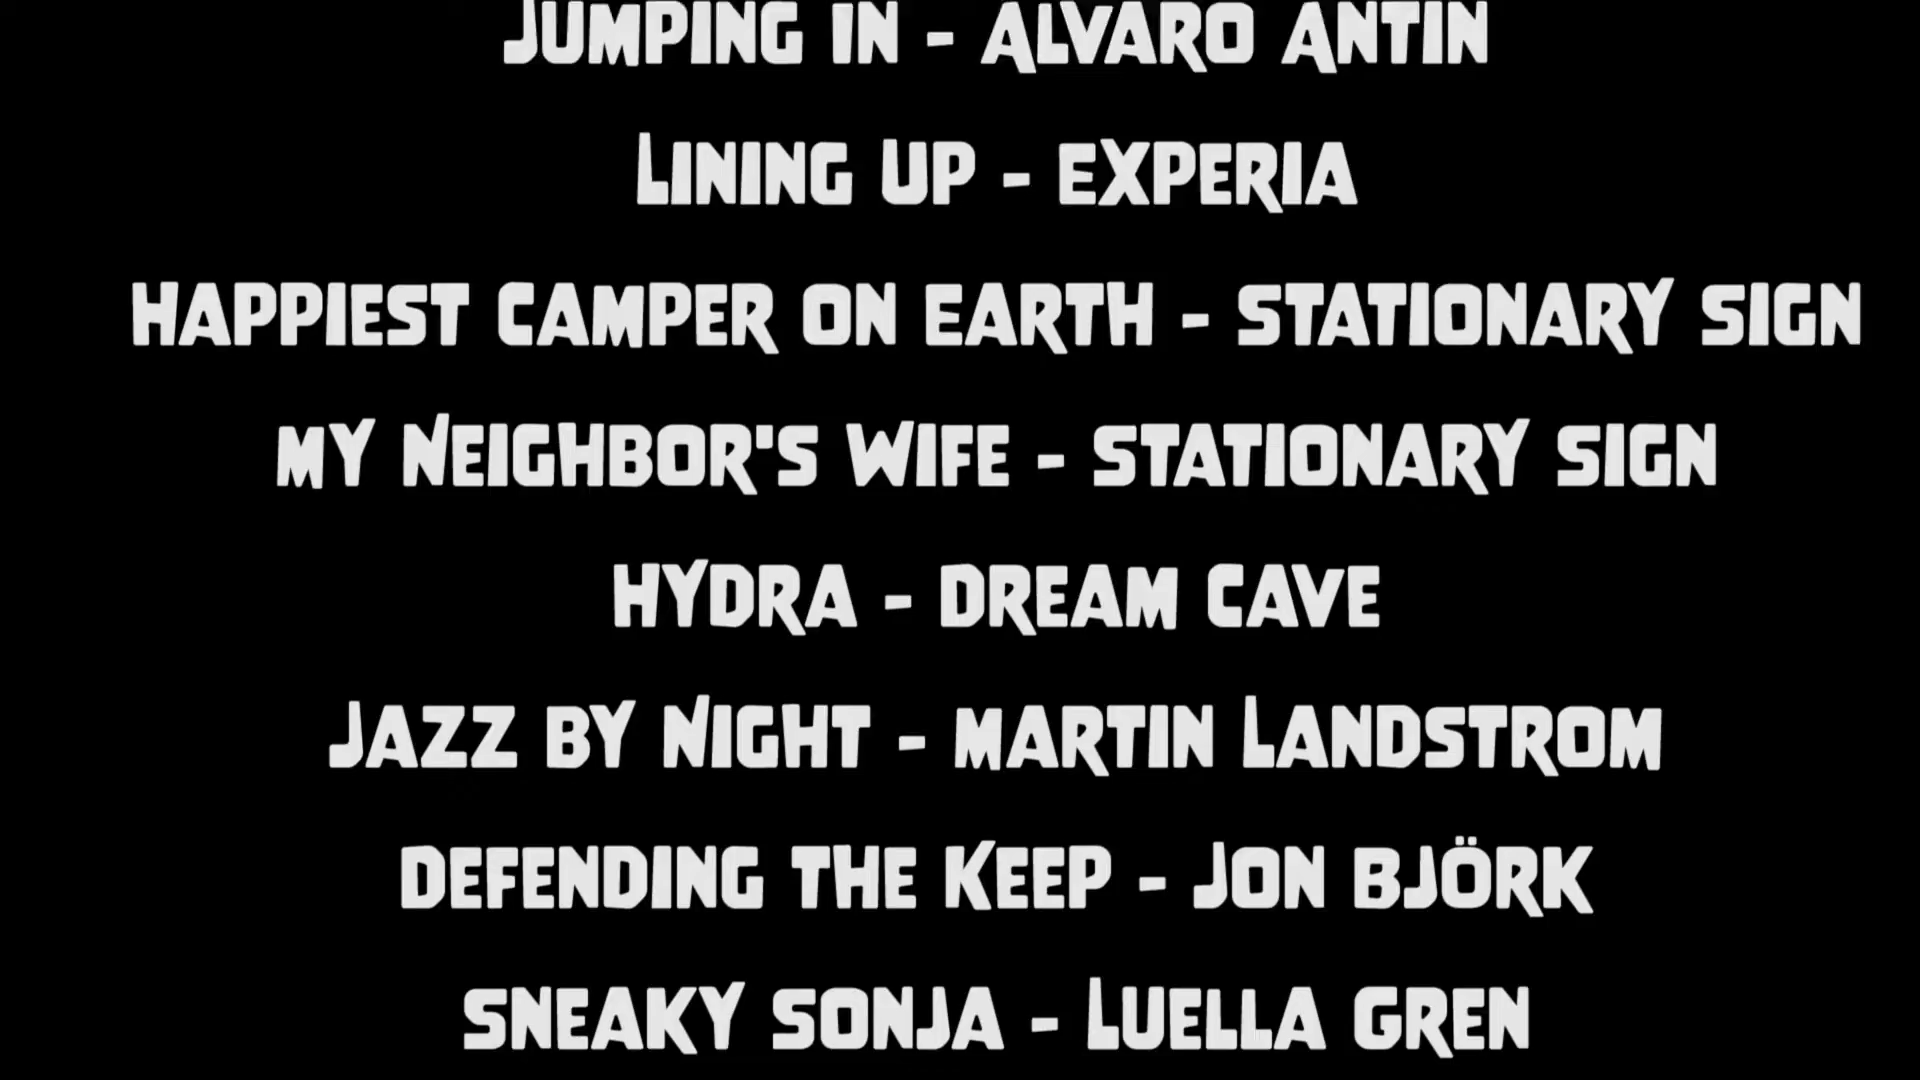 JUMPING IN - ALVARO ANTIN
LINING UP - EXPERIA
HAPPIEST CAMPER ON EARTH - STATIONARY SIGN
MY NEIGHBOR'S WIFE - STATIONARY SIGN
HYDRA - DREAM CAVE
JAZZ BY NIGHT - MARTIN LANDSTROM
DEFENDING THE KEEP - JON BJÖRK
SNEAKY SONJA - LUELLA GREN